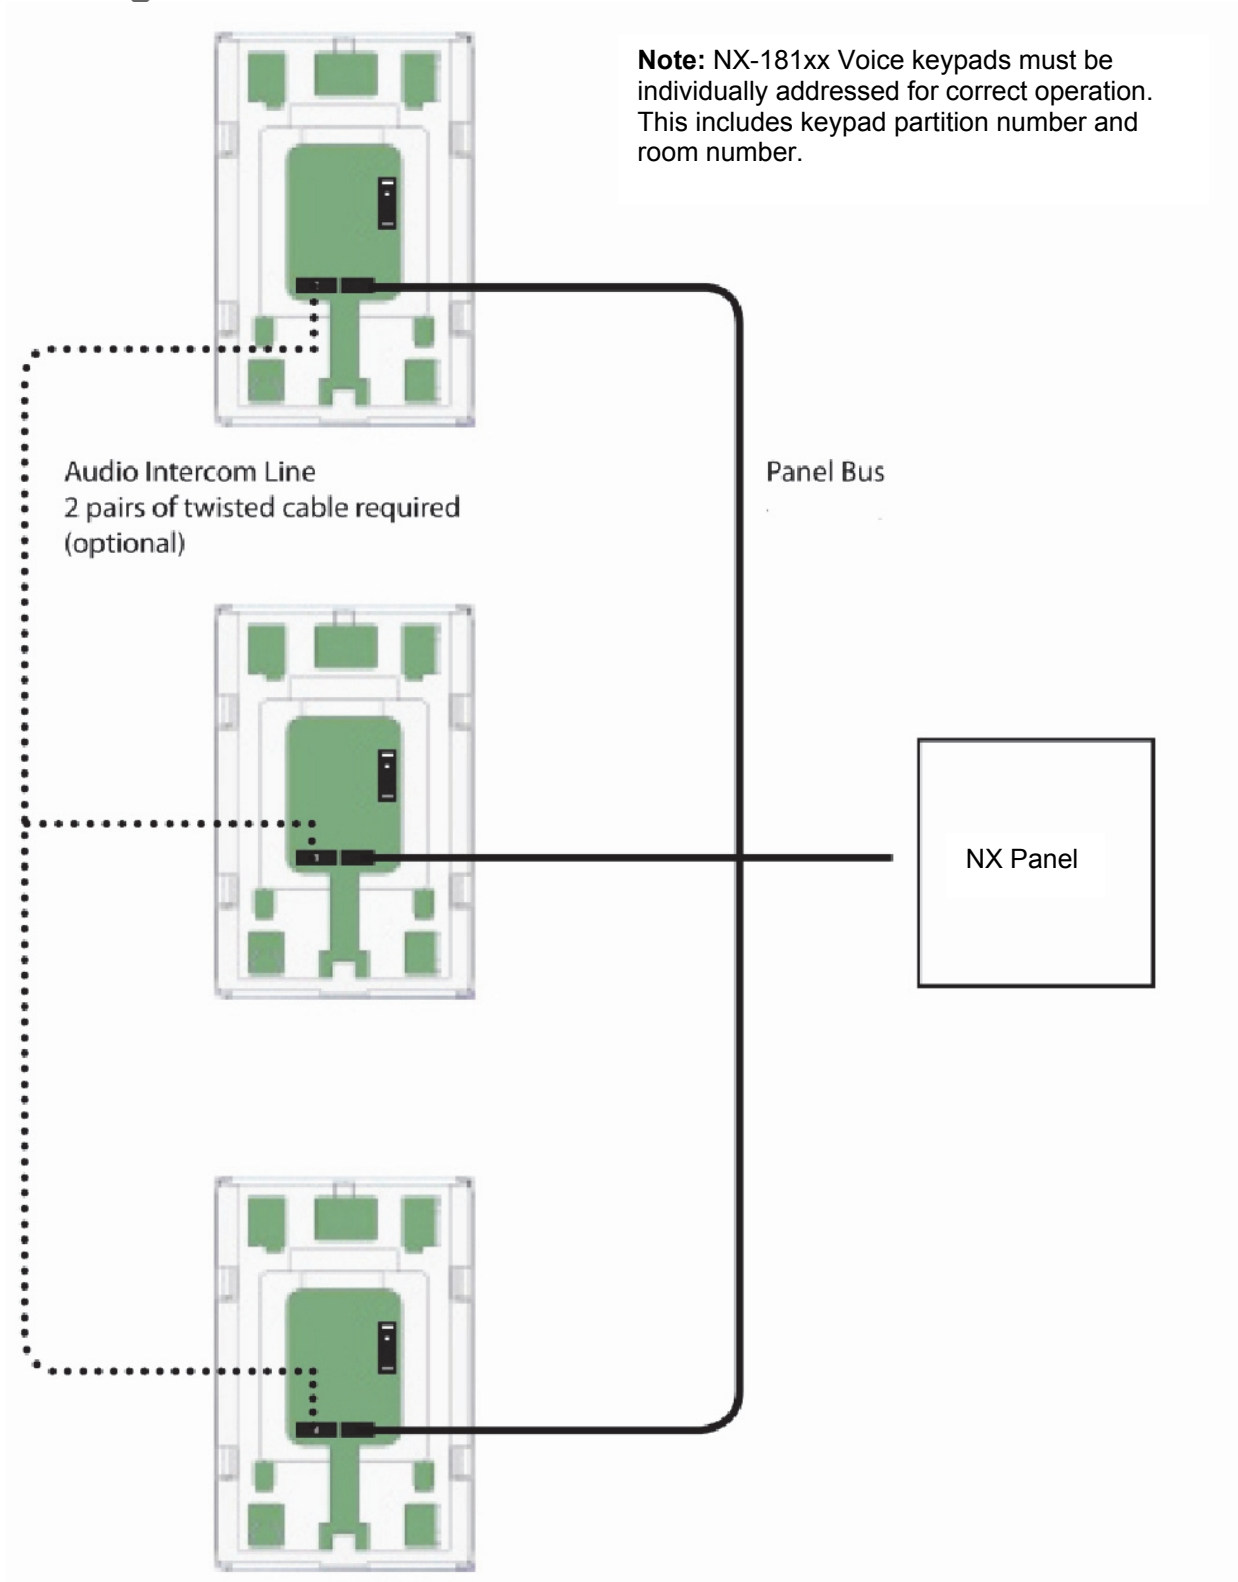 Note: NX-181xx Voice keypads must be
individually addressed for correct operation.
This includes keypad partition number and
room number.
Audio Intercom Line
2 pairs of twisted cable required
(optional)
Panel Bus
NX Panel